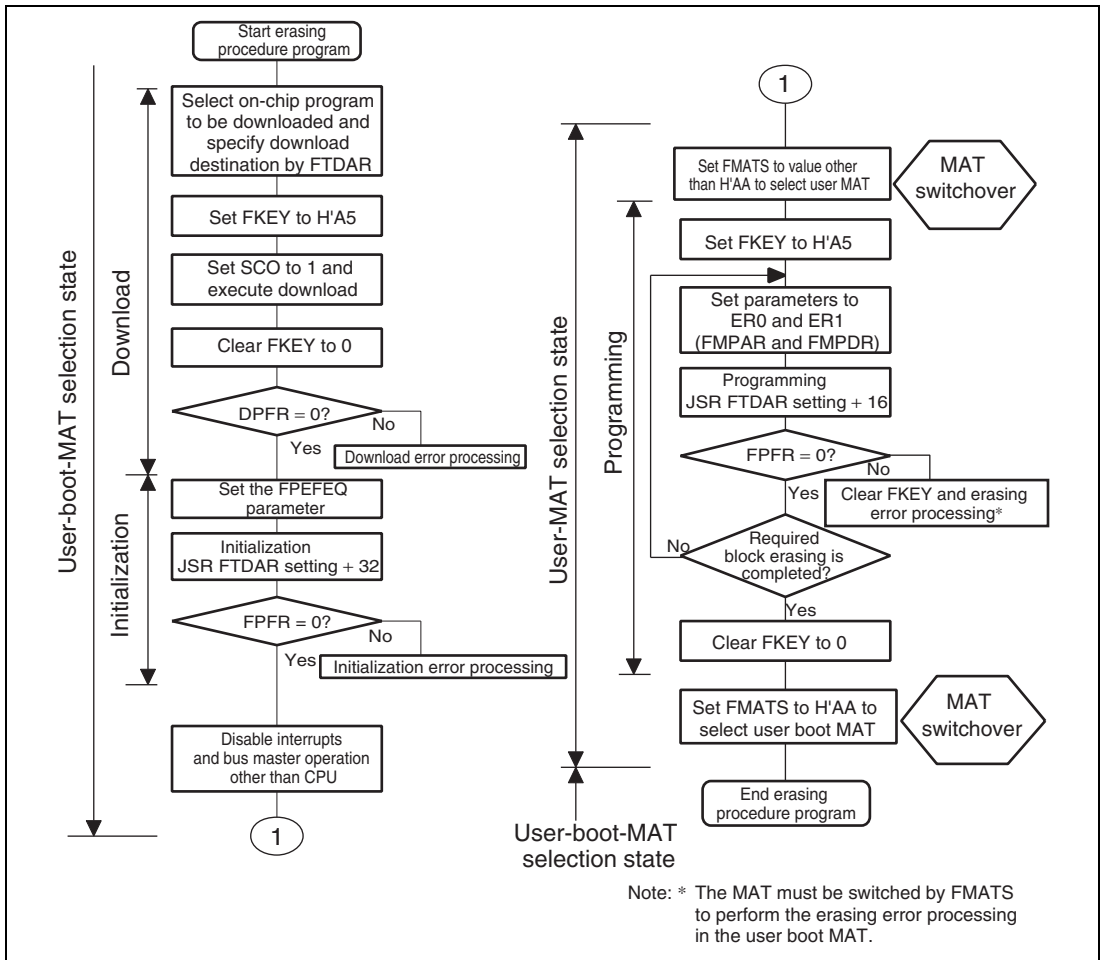 Start erasing
procedure program
User-boot-MAT selection state
Download
Select on-chip program
to be downloaded and
specify download
destination by FTDAR
Set FKEY to H'A5
Set SCO to 1 and
execute download
Clear FKEY to 0
DPFR = 0?
No
Yes
Download error processing
Initialization
Set the FPEFEQ
parameter
Initialization
JSR FTDAR setting + 32
FPFR = 0?
No
Yes
Initialization error processing
Disable interrupts
and bus master operation
other than CPU
1
1
User-MAT selection state
Set FMATS to value other
than H'AA to select user MAT
MAT
switchover
Programming
Set FKEY to H'A5
Set parameters to
ER0 and ER1
(FMPAR and FMPDR)
Programming
JSR FTDAR setting + 16
FPFR = 0?
No
Yes
Clear FKEY and erasing
error processing*
No
Required
block erasing is
completed?
Yes
Clear FKEY to 0
Set FMATS to H'AA to
select user boot MAT
MAT
switchover
End erasing
procedure program
User-boot-MAT
selection state
Note: * The MAT must be switched by FMATS
to perform the erasing error processing
in the user boot MAT.